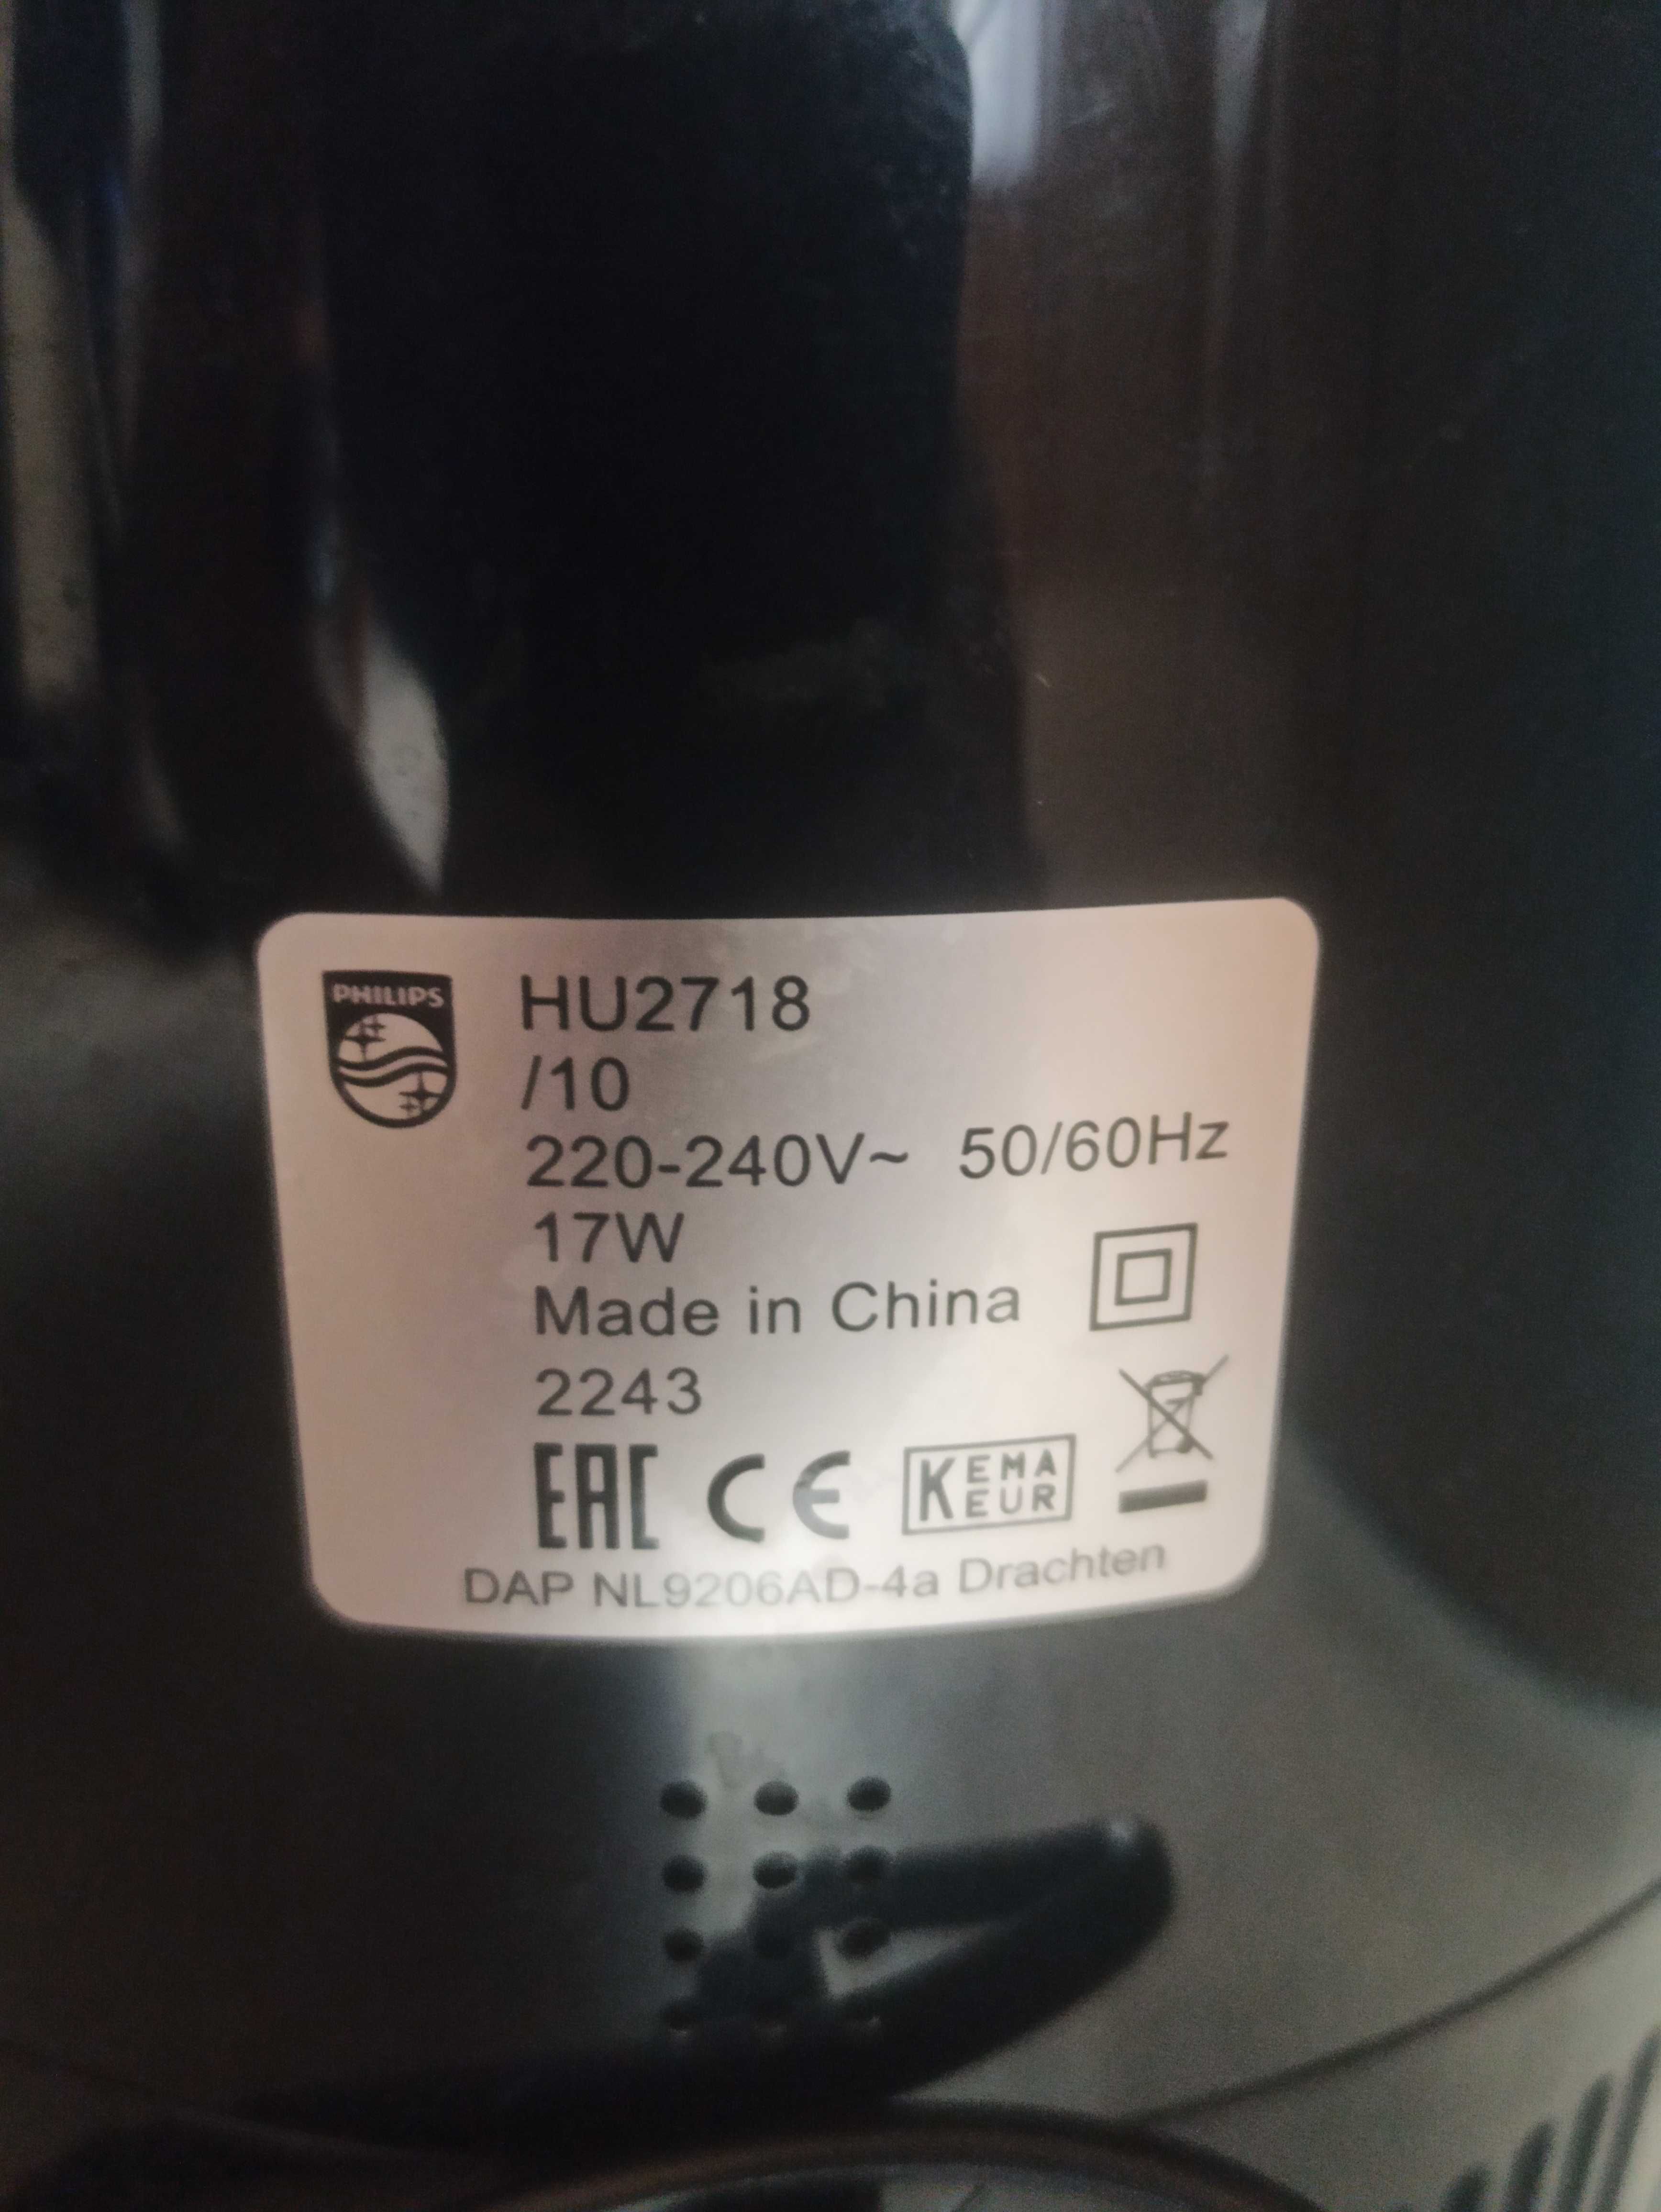 PHILIPS
HU2718
/10
220-240V~ 50/60Hz
17W
Made in China
2243
EAC CE KEMA EUR
DAP NL9206AD-4a Drachten